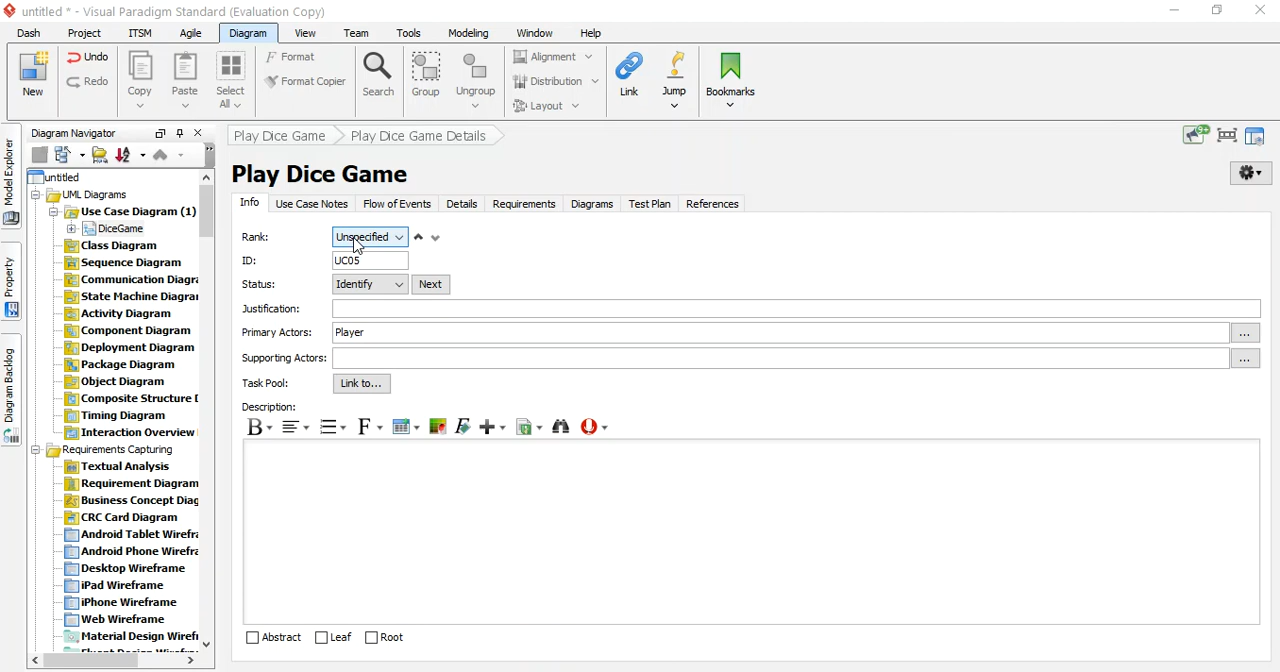 untitled * - Visual Paradigm Standard (Evaluation Copy)
Dash Project ITSM Agile Diagram View Team Tools Modeling Window Help
New Undo Redo Copy Paste Select All Format Format Copier Search Group Ungroup Alignment Distribution Layout Link Jump Bookmarks
Model Explorer
Property
Diagram Backlog
Diagram Navigator
untitled
UML Diagrams
Use Case Diagram (1)
DiceGame
Class Diagram
Sequence Diagram
Communication Diagra
State Machine Diagra
Activity Diagram
Component Diagram
Deployment Diagram
Package Diagram
Object Diagram
Composite Structure D
Timing Diagram
Interaction Overview
Requirements Capturing
Textual Analysis
Requirement Diagram
Business Concept Diag
CRC Card Diagram
Android Tablet Wirefra
Android Phone Wirefra
Desktop Wireframe
iPad Wireframe
iPhone Wireframe
Web Wireframe
Material Design Wirefr
Play Dice Game Play Dice Game Details
9+
Play Dice Game
Info Use Case Notes Flow of Events Details Requirements Diagrams Test Plan References
Rank: Unspecified
ID: UC05
Status: Identify Next
Justification:
Primary Actors: Player ...
Supporting Actors: ...
Task Pool: Link to...
Description:
B F
Abstract Leaf Root